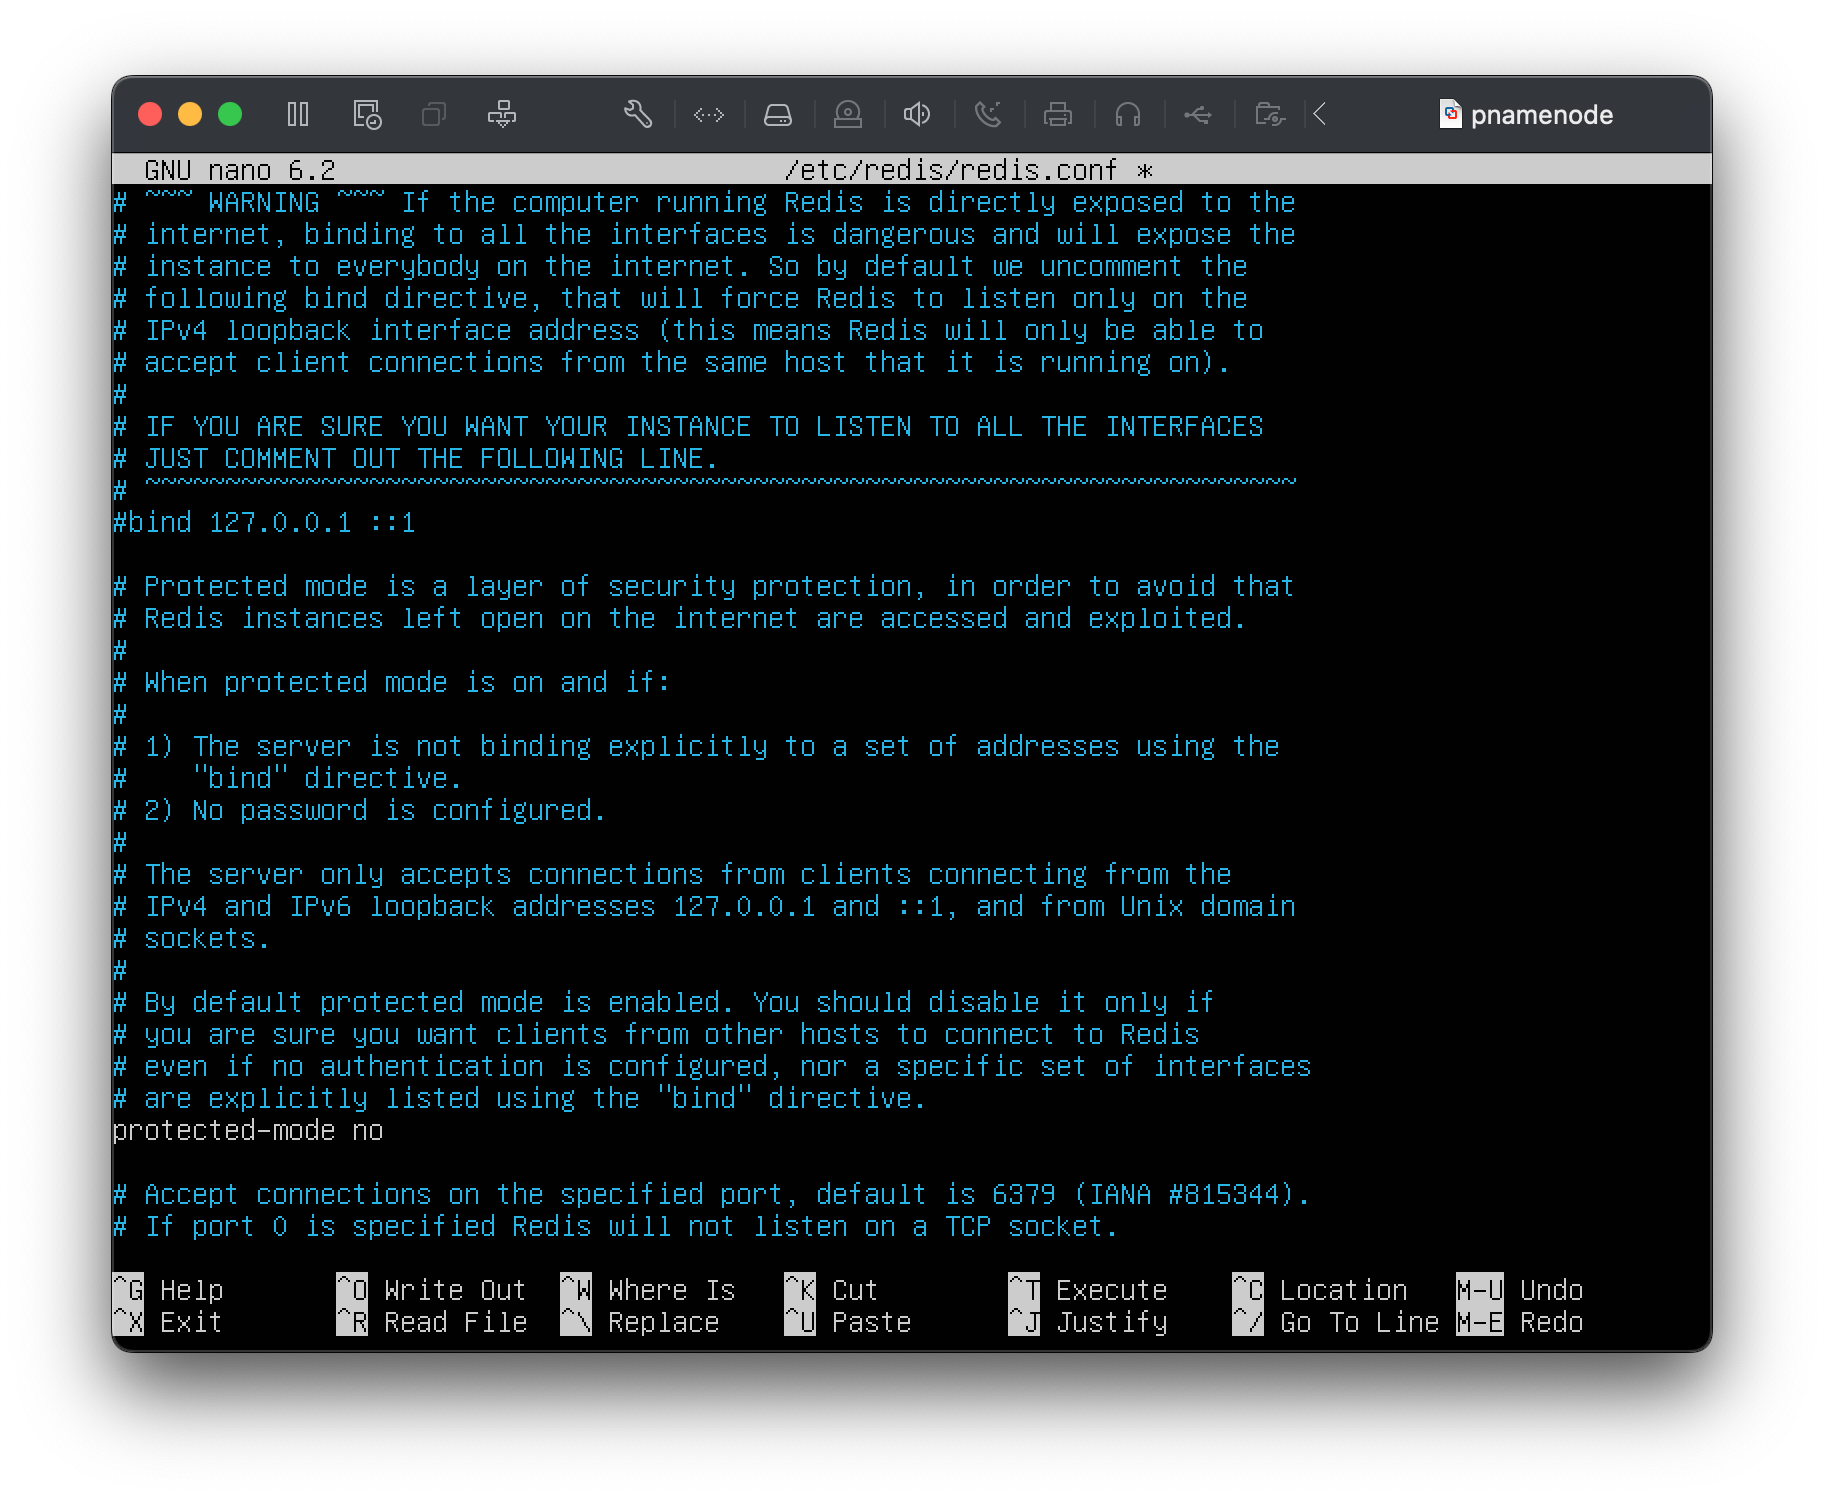 pnamenode
GNU nano 6.2 /etc/redis/redis.conf *
# ~~~ WARNING ~~~ If the computer running Redis is directly exposed to the
# internet, binding to all the interfaces is dangerous and will expose the
# instance to everybody on the internet. So by default we uncomment the
# following bind directive, that will force Redis to listen only on the
# IPv4 loopback interface address (this means Redis will only be able to
# accept client connections from the same host that it is running on).
#
# IF YOU ARE SURE YOU WANT YOUR INSTANCE TO LISTEN TO ALL THE INTERFACES
# JUST COMMENT OUT THE FOLLOWING LINE.
# ~~~~~~~~~~~~~~~~~~~~~~~~~~~~~~~~~~~~~~~~~~~~~~~~~~~~~~~~~~~~~~~~~~~~~~~~
#bind 127.0.0.1 ::1
# Protected mode is a layer of security protection, in order to avoid that
# Redis instances left open on the internet are accessed and exploited.
#
# When protected mode is on and if:
#
# 1) The server is not binding explicitly to a set of addresses using the
#    "bind" directive.
# 2) No password is configured.
#
# The server only accepts connections from clients connecting from the
# IPv4 and IPv6 loopback addresses 127.0.0.1 and ::1, and from Unix domain
# sockets.
#
# By default protected mode is enabled. You should disable it only if
# you are sure you want clients from other hosts to connect to Redis
# even if no authentication is configured, nor a specific set of interfaces
# are explicitly listed using the "bind" directive.
protected-mode no
# Accept connections on the specified port, default is 6379 (IANA #815344).
# If port 0 is specified Redis will not listen on a TCP socket.
^G Help ^O Write Out ^W Where Is ^K Cut ^T Execute ^C Location M-U Undo
^X Exit ^R Read File ^\ Replace ^U Paste ^J Justify ^/ Go To Line M-E Redo